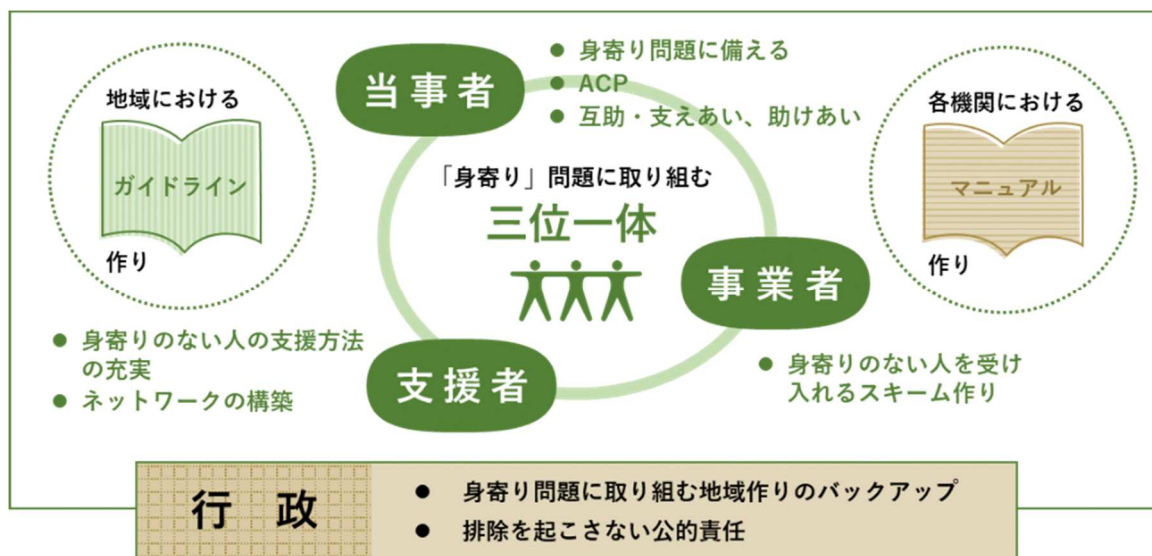 当事者
● 身寄り問題に備える
● ACP
● 互助・支えあい、助けあい
地域における
ガイドライン
作り
「身寄り」問題に取り組む
三位一体
各機関における
マニュアル
作り
事業者
支援者
● 身寄りのない人の支援方法
の充実
● ネットワークの構築
● 身寄りのない人を受け
入れるスキーム作り
行 政
● 身寄り問題に取り組む地域作りのバックアップ
● 排除を起こさない公的責任